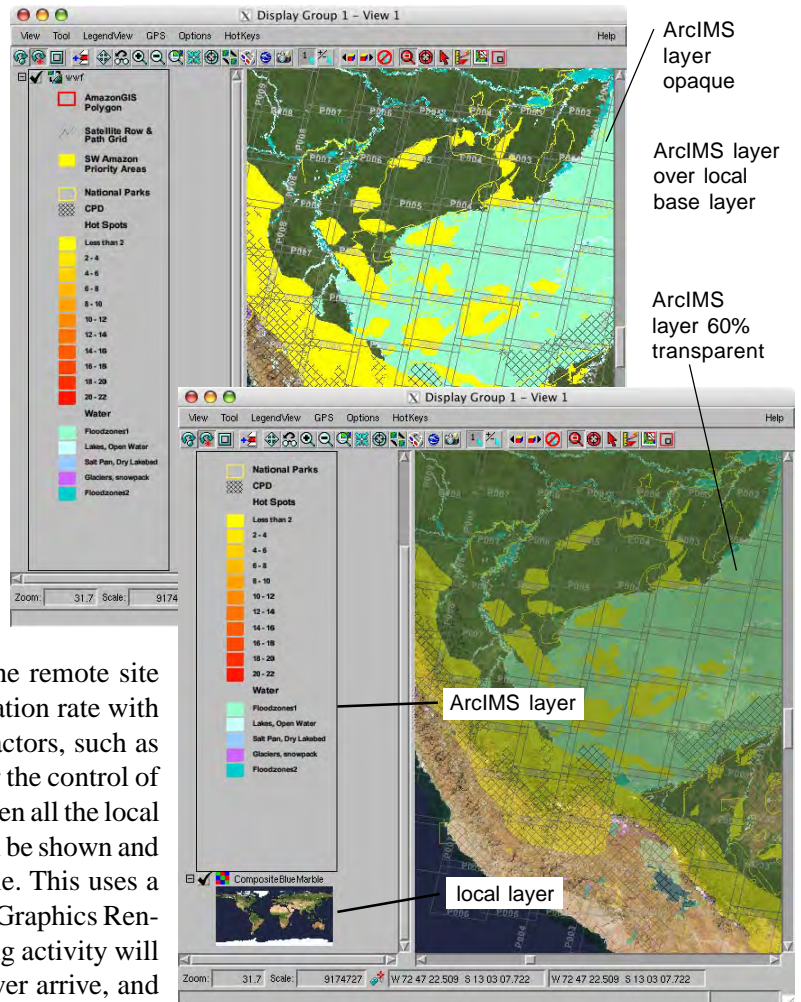 Display Group 1 - View 1
View Tool LegendView GPS Options HotKeys Help
wwf
AmazonGIS
Polygon
Satellite Row &
Path Grid
SW Amazon
Priority Areas
National Parks
CPD
Hot Spots
Less than 2
2 - 4
4 - 6
6 - 8
8 - 10
10 - 12
12 - 14
14 - 16
16 - 18
18 - 20
20 - 22
Water
Floodzones1
Lakes, Open Water
Salt Pan, Dry Lakebed
Glaciers, snowpack
Floodzones2
Zoom: 31.7 Scale: 9174
ArcIMS
layer
opaque
ArcIMS layer
over local
base layer
ArcIMS
layer 60%
transparent
Display Group 1 - View 1
View Tool LegendView GPS Options HotKeys Help
National Parks
CPD
Hot Spots
Less than 2
2 - 4
4 - 6
6 - 8
8 - 10
10 - 12
12 - 14
14 - 16
16 - 18
18 - 20
20 - 22
Water
Floodzones1
Lakes, Open Water
Salt Pan, Dry Lakebed
Glaciers, snowpack
Floodzones2
ArcIMS layer
CompositeBlueMarble
local layer
Zoom: 31.7 Scale: 9174727 W 72 47 22.509 S 13 03 07.722 W 72 47 22.509 S 13 03 07.722
ne remote site
ation rate with
actors, such as
r the control of
en all the local
be shown and
e. This uses a
Graphics Ren-
g activity will
ver arrive, and